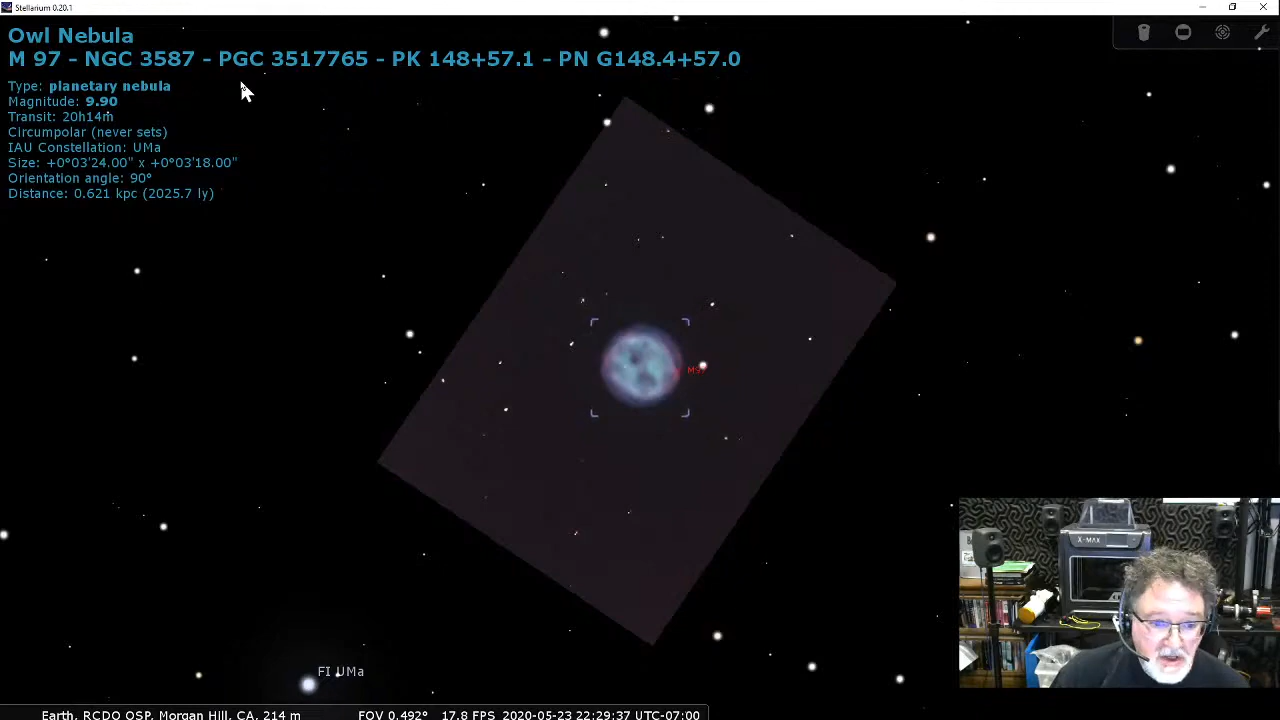 Stellarium 0.20.1
Owl Nebula
M 97 - NGC 3587 - PGC 3517765 - PK 148+57.1 - PN G148.4+57.0
Type: planetary nebula
Magnitude: 9.90
Transit: 20h14m
Circumpolar (never sets)
IAU Constellation: UMa
Size: +0°03'24.00" x +0°03'18.00"
Orientation angle: 90°
Distance: 0.621 kpc (2025.7 ly)
M97
X-MAX
FI UMa
Earth, RCDO OSP, Morgan Hill, CA, 214 m FOV 0.492° 17.8 FPS 2020-05-23 22:29:37 UTC-07:00